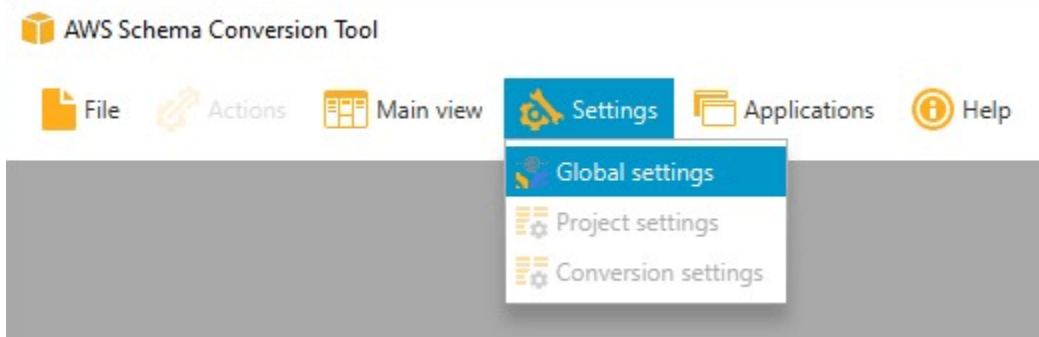 AWS Schema Conversion Tool
File Actions Main view Settings Applications Help
Global settings
Project settings
Conversion settings